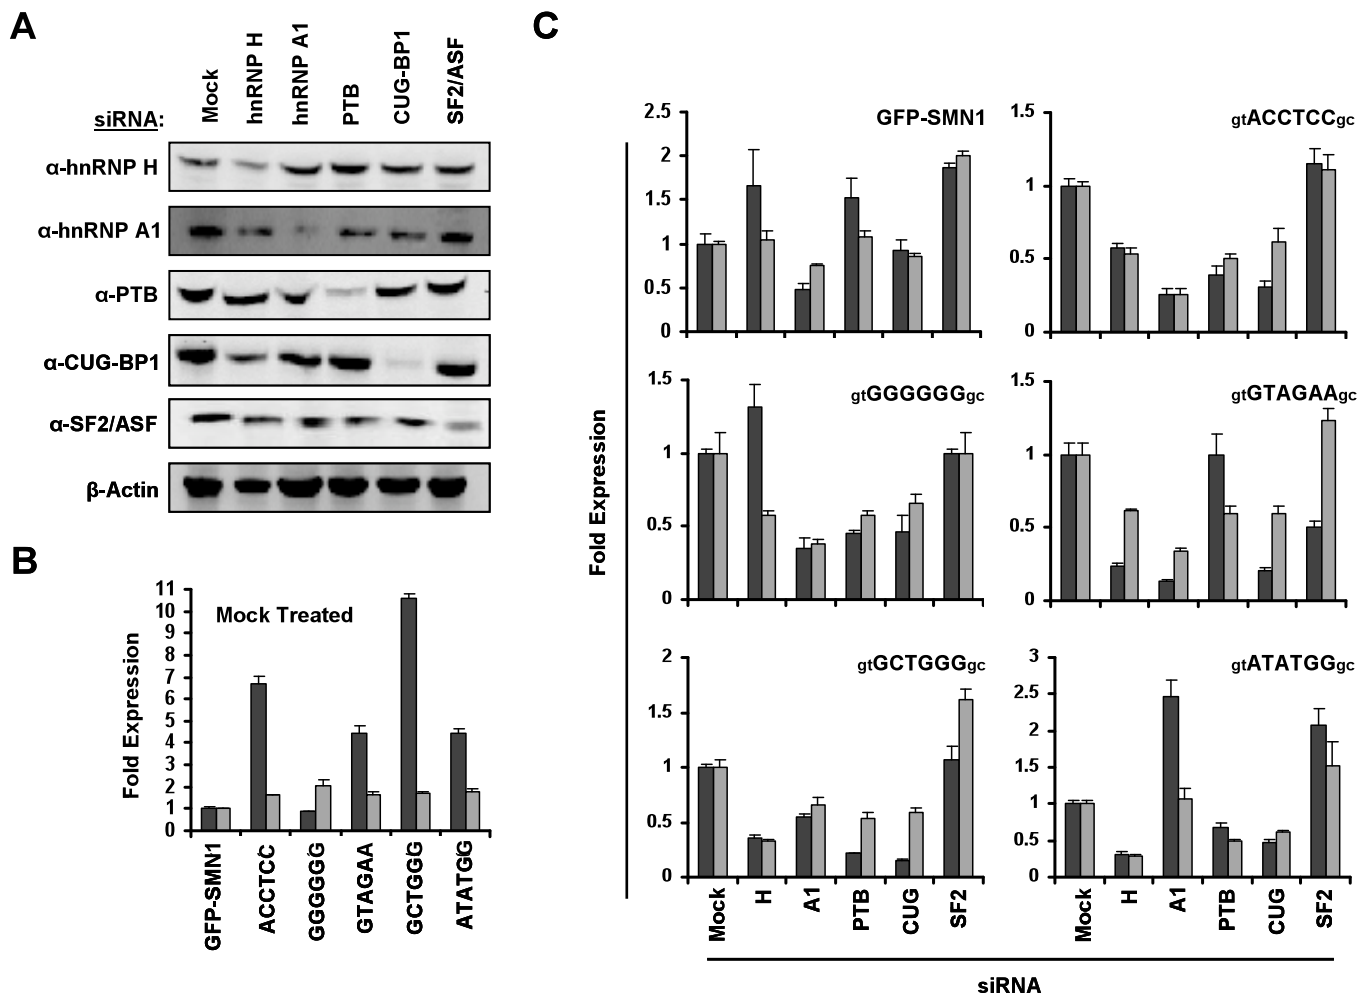 A
siRNA:
Mock
hnRNP H
hnRNP A1
PTB
CUG-BP1
SF2/ASF
α-hnRNP H
α-hnRNP A1
α-PTB
α-CUG-BP1
α-SF2/ASF
β-Actin
B
Mock Treated
Fold Expression
11
10
9
8
7
6
5
4
3
2
1
0
GFP-SMN1
ACCTCC
GGGGGG
GTAGAA
GCTGGG
ATATGG
C
Fold Expression
GFP-SMN1
2.5
2
1.5
1
0.5
0
gtACCTCCgc
1.5
1
0.5
0
gtGGGGGGgc
1.5
1
0.5
0
gtGTAGAAgc
1.5
1
0.5
0
gtGCTGGGgc
2
1.5
1
0.5
0
Mock
H
A1
PTB
CUG
SF2
gtATATGGgc
3
2.5
2
1.5
1
0.5
0
Mock
H
A1
PTB
CUG
SF2
siRNA